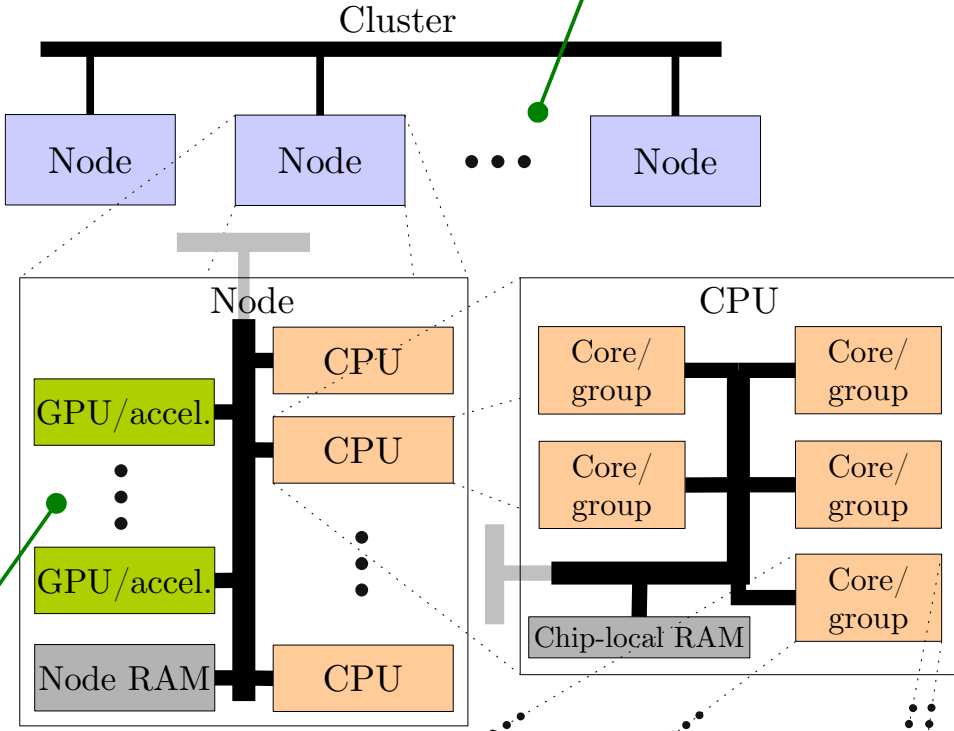 Cluster
Node
Node
Node
Node
CPU
GPU/accel.
CPU
GPU/accel.
Node RAM
CPU
CPU
Core/
group
Core/
group
Core/
group
Core/
group
Core/
group
Chip-local RAM